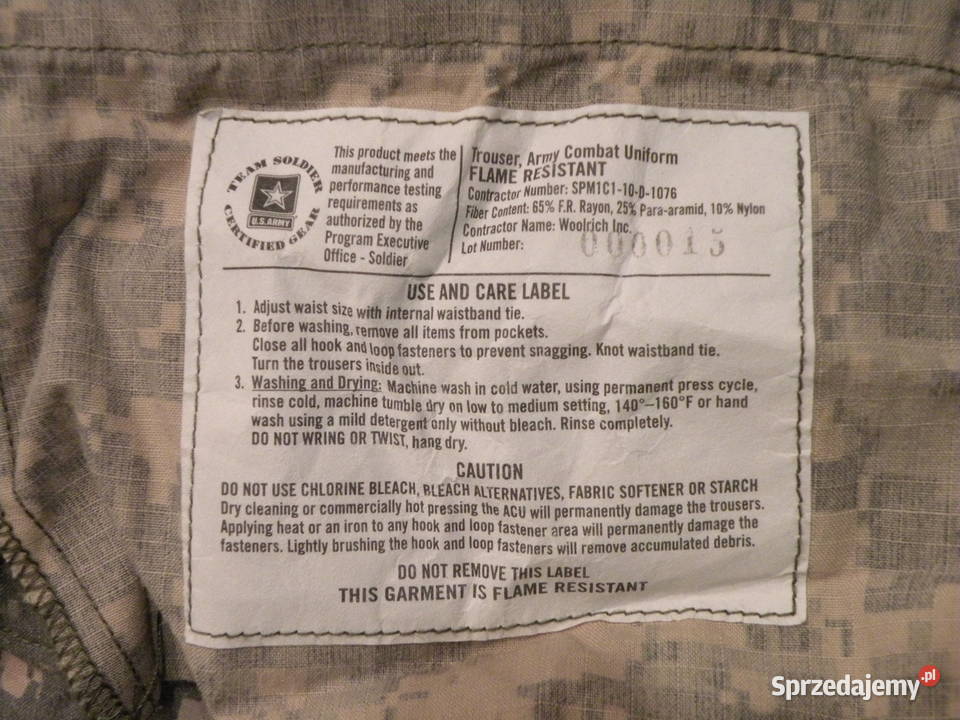 TEAM SOLDIER
U.S. ARMY
CERTIFIED GEAR
This product meets the
manufacturing and
performance testing
requirements as
authorized by the
Program Executive
Office - Soldier
Trouser, Army Combat Uniform
FLAME RESISTANT
Contractor Number: SPM1C1-10-D-1076
Fiber Content: 65% F.R. Rayon, 25% Para-aramid, 10% Nylon
Contractor Name: Woolrich Inc.
Lot Number: 000015
USE AND CARE LABEL
1. Adjust waist size with internal waistband tie.
2. Before washing, remove all items from pockets.
Close all hook and loop fasteners to prevent snagging. Knot waistband tie.
Turn the trousers inside out.
3. Washing and Drying: Machine wash in cold water, using permanent press cycle,
rinse cold, machine tumble dry on low to medium setting, 140°–160°F or hand
wash using a mild detergent only without bleach. Rinse completely.
DO NOT WRING OR TWIST, hang dry.
CAUTION
DO NOT USE CHLORINE BLEACH, BLEACH ALTERNATIVES, FABRIC SOFTENER OR STARCH
Dry cleaning or commercially hot pressing the ACU will permanently damage the trousers.
Applying heat or an iron to any hook and loop fastener area will permanently damage the
fasteners. Lightly brushing the hook and loop fasteners will remove accumulated debris.
DO NOT REMOVE THIS LABEL
THIS GARMENT IS FLAME RESISTANT
Sprzedajemy.pl